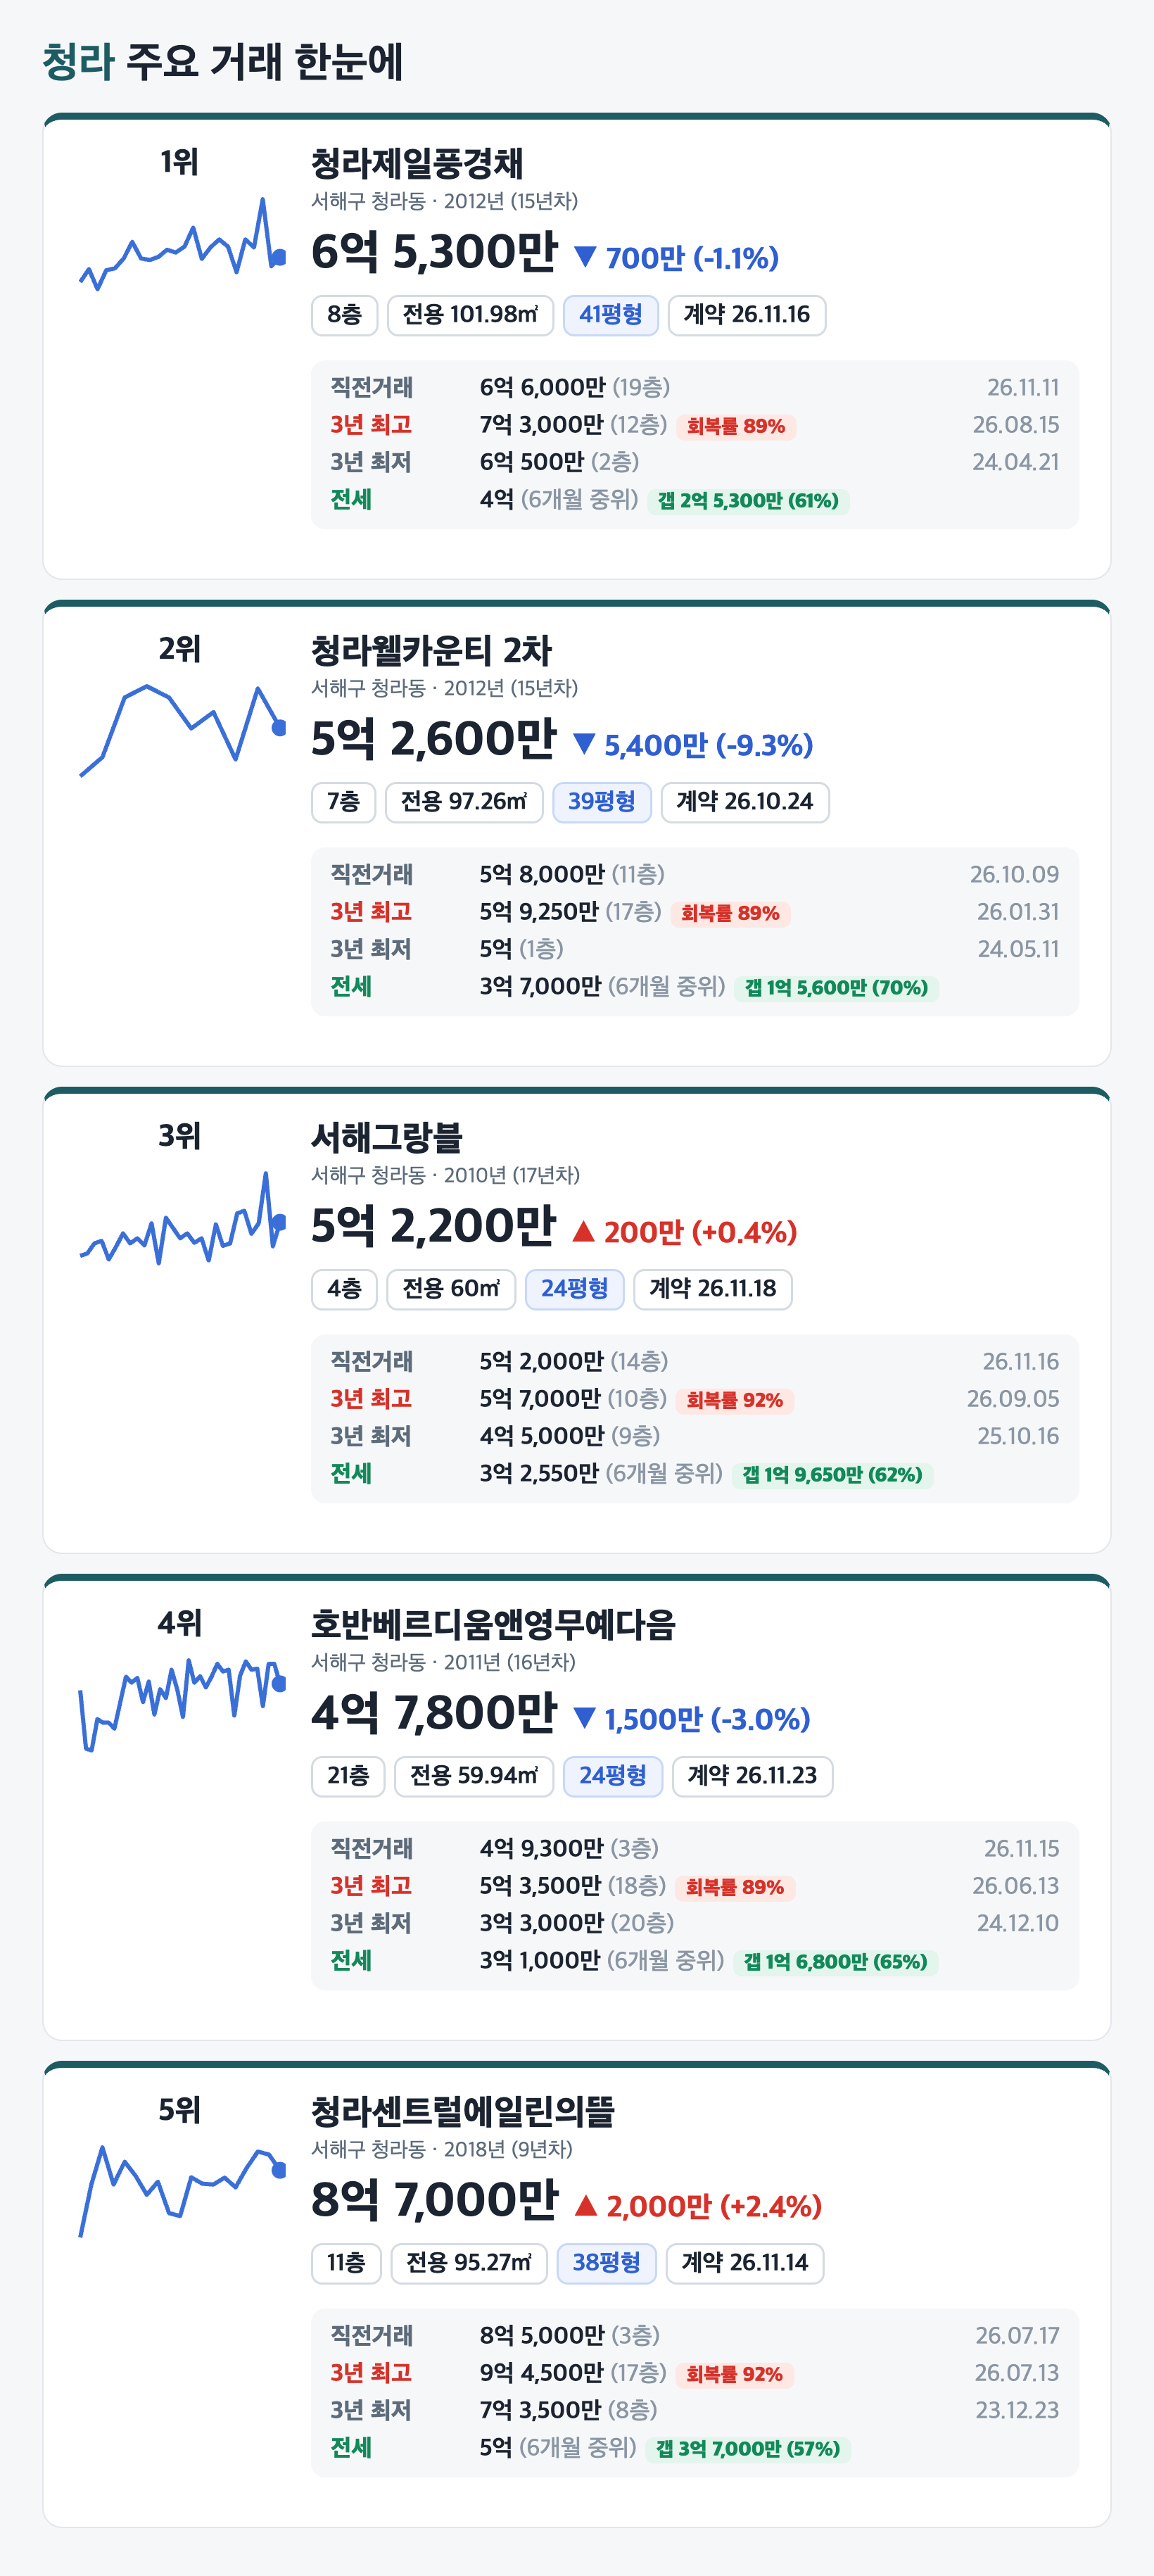 청라 주요 거래 한눈에
1위
청라제일풍경채
서해구 청라동 · 2012년 (15년차)
6억 5,300만 ▼ 700만 (-1.1%)
8층 전용 101.98㎡ 41평형 계약 26.11.16
직전거래 6억 6,000만 (19층) 26.11.11
3년 최고 7억 3,000만 (12층) 회복률 89% 26.08.15
3년 최저 6억 500만 (2층) 24.04.21
전세 4억 (6개월 중위) 갭 2억 5,300만 (61%)
2위
청라웰카운티 2차
서해구 청라동 · 2012년 (15년차)
5억 2,600만 ▼ 5,400만 (-9.3%)
7층 전용 97.26㎡ 39평형 계약 26.10.24
직전거래 5억 8,000만 (11층) 26.10.09
3년 최고 5억 9,250만 (17층) 회복률 89% 26.01.31
3년 최저 5억 (1층) 24.05.11
전세 3억 7,000만 (6개월 중위) 갭 1억 5,600만 (70%)
3위
서해그랑블
서해구 청라동 · 2010년 (17년차)
5억 2,200만 ▲ 200만 (+0.4%)
4층 전용 60㎡ 24평형 계약 26.11.18
직전거래 5억 2,000만 (14층) 26.11.16
3년 최고 5억 7,000만 (10층) 회복률 92% 26.09.05
3년 최저 4억 5,000만 (9층) 25.10.16
전세 3억 2,550만 (6개월 중위) 갭 1억 9,650만 (62%)
4위
호반베르디움앤영무예다음
서해구 청라동 · 2011년 (16년차)
4억 7,800만 ▼ 1,500만 (-3.0%)
21층 전용 59.94㎡ 24평형 계약 26.11.23
직전거래 4억 9,300만 (3층) 26.11.15
3년 최고 5억 3,500만 (18층) 회복률 89% 26.06.13
3년 최저 3억 3,000만 (20층) 24.12.10
전세 3억 1,000만 (6개월 중위) 갭 1억 6,800만 (65%)
5위
청라센트럴에일린의뜰
서해구 청라동 · 2018년 (9년차)
8억 7,000만 ▲ 2,000만 (+2.4%)
11층 전용 95.27㎡ 38평형 계약 26.11.14
직전거래 8억 5,000만 (3층) 26.07.17
3년 최고 9억 4,500만 (17층) 회복률 92% 26.07.13
3년 최저 7억 3,500만 (8층) 23.12.23
전세 5억 (6개월 중위) 갭 3억 7,000만 (57%)